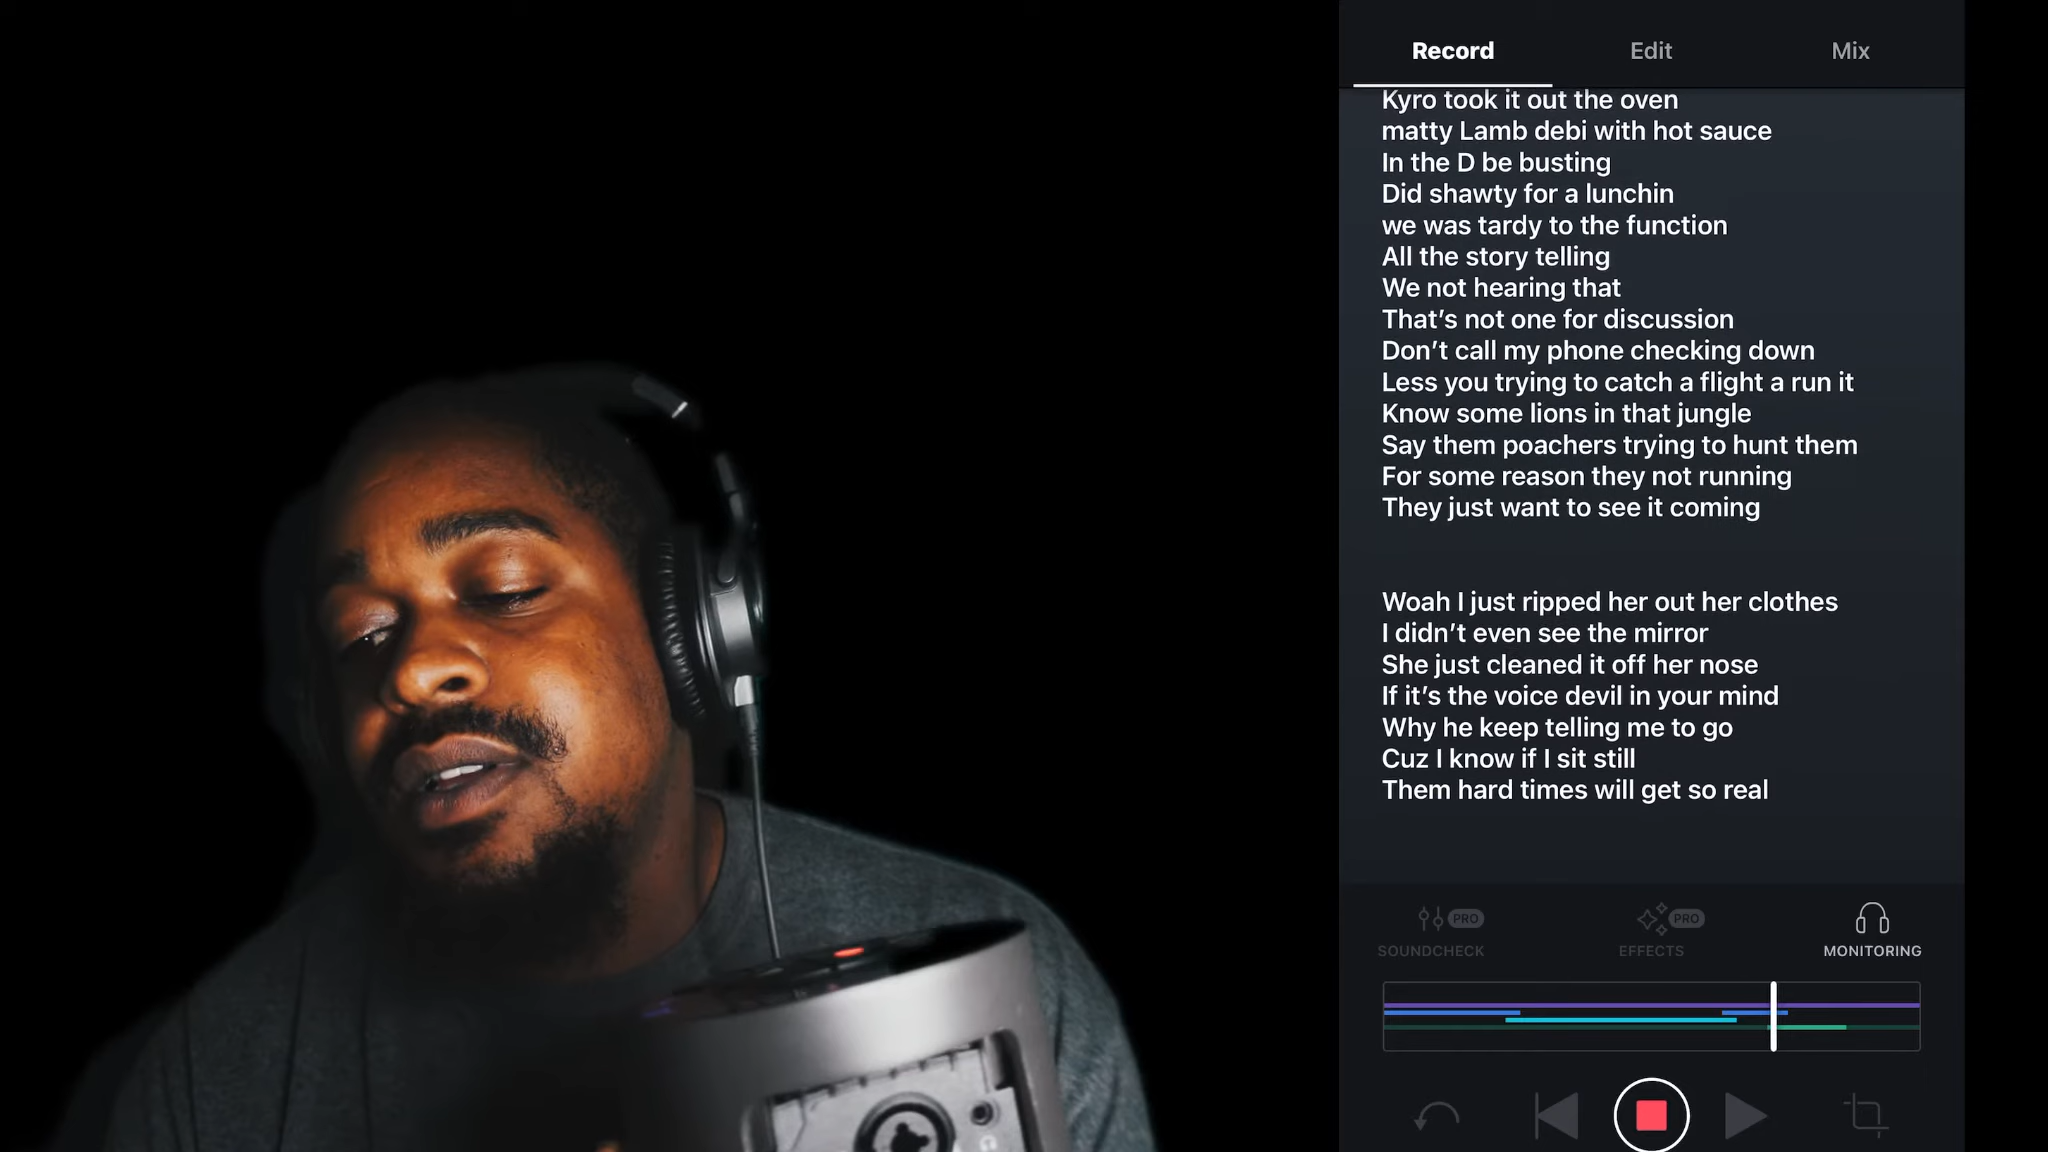 Record
Edit
Mix
Kyro took it out the oven
matty Lamb debi with hot sauce
In the D be busting
Did shawty for a lunchin
we was tardy to the function
All the story telling
We not hearing that
That’s not one for discussion
Don’t call my phone checking down
Less you trying to catch a flight a run it
Know some lions in that jungle
Say them poachers trying to hunt them
For some reason they not running
They just want to see it coming
Woah I just ripped her out her clothes
I didn’t even see the mirror
She just cleaned it off her nose
If it’s the voice devil in your mind
Why he keep telling me to go
Cuz I know if I sit still
Them hard times will get so real
PRO
PRO
SOUNDCHECK
EFFECTS
MONITORING